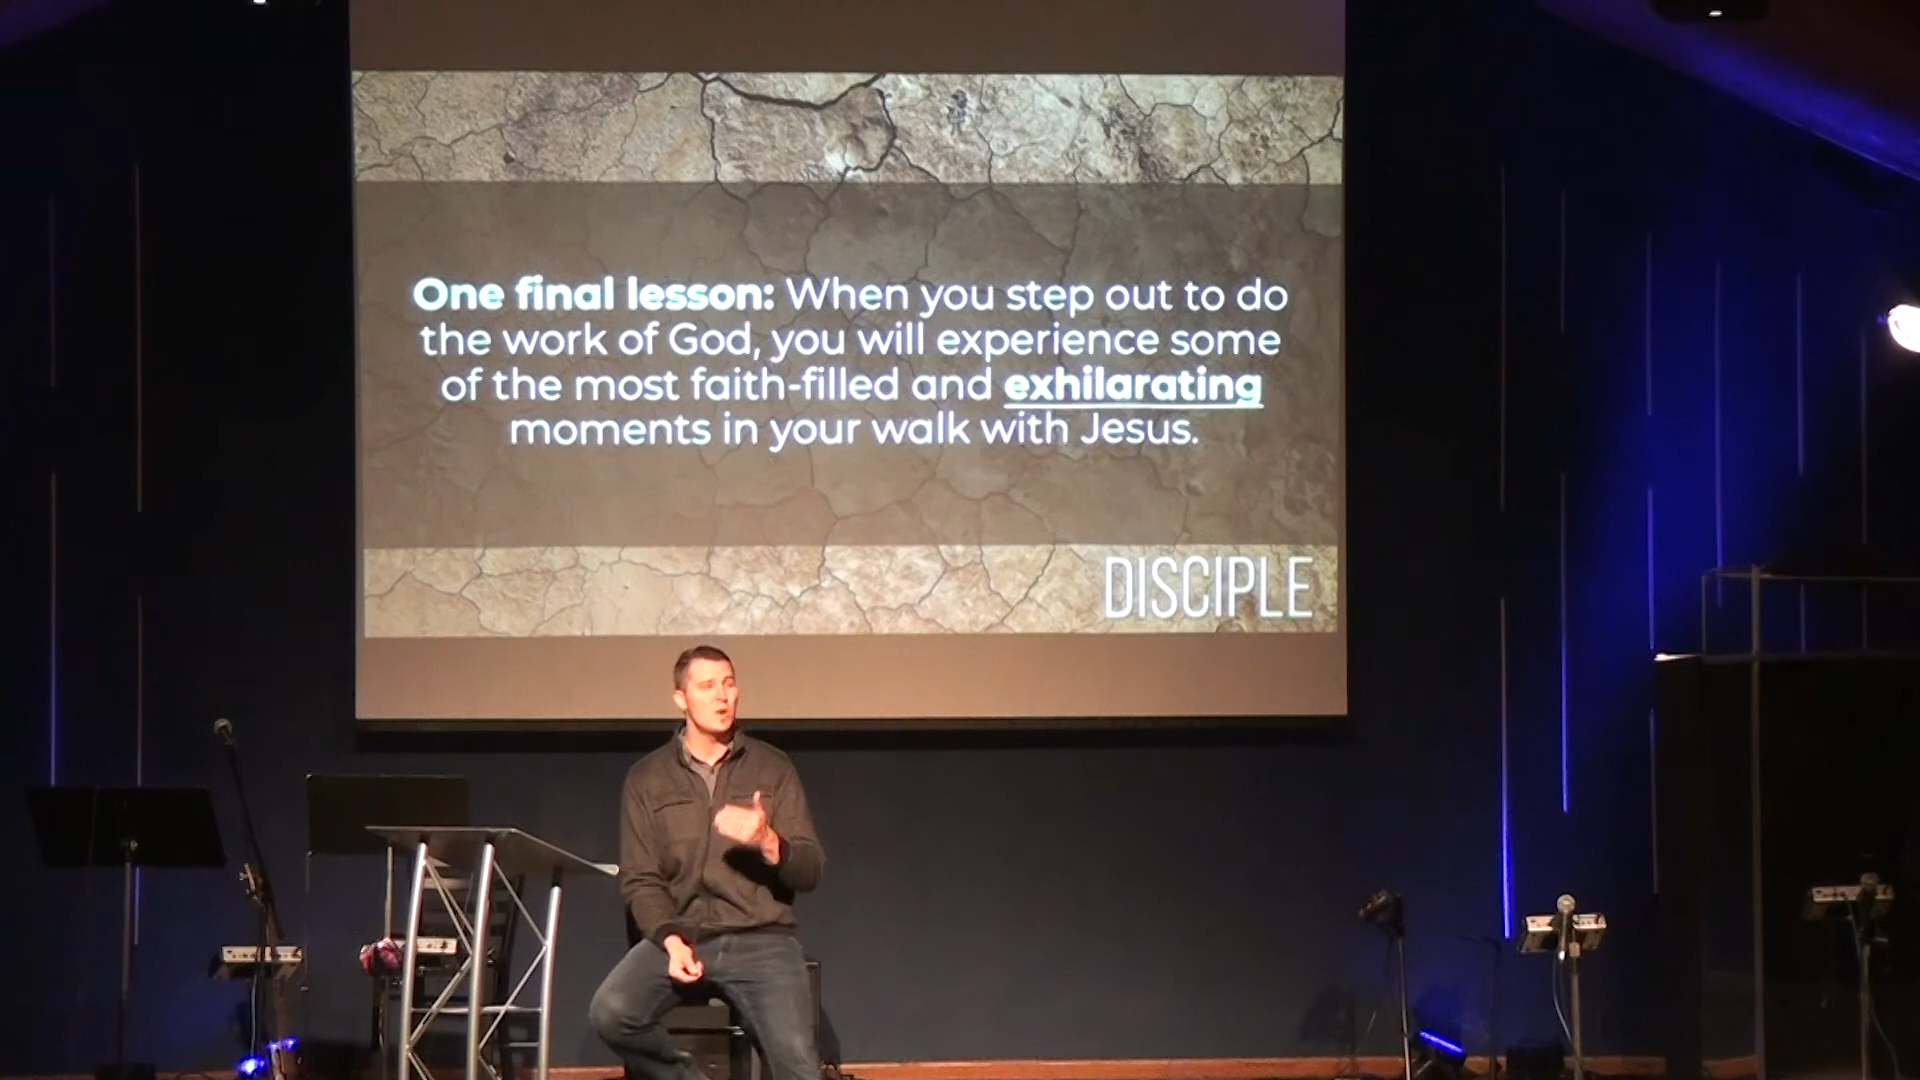 One final lesson: When you step out to do
the work of God, you will experience some
of the most faith-filled and exhilarating
moments in your walk with Jesus.
DISCIPLE